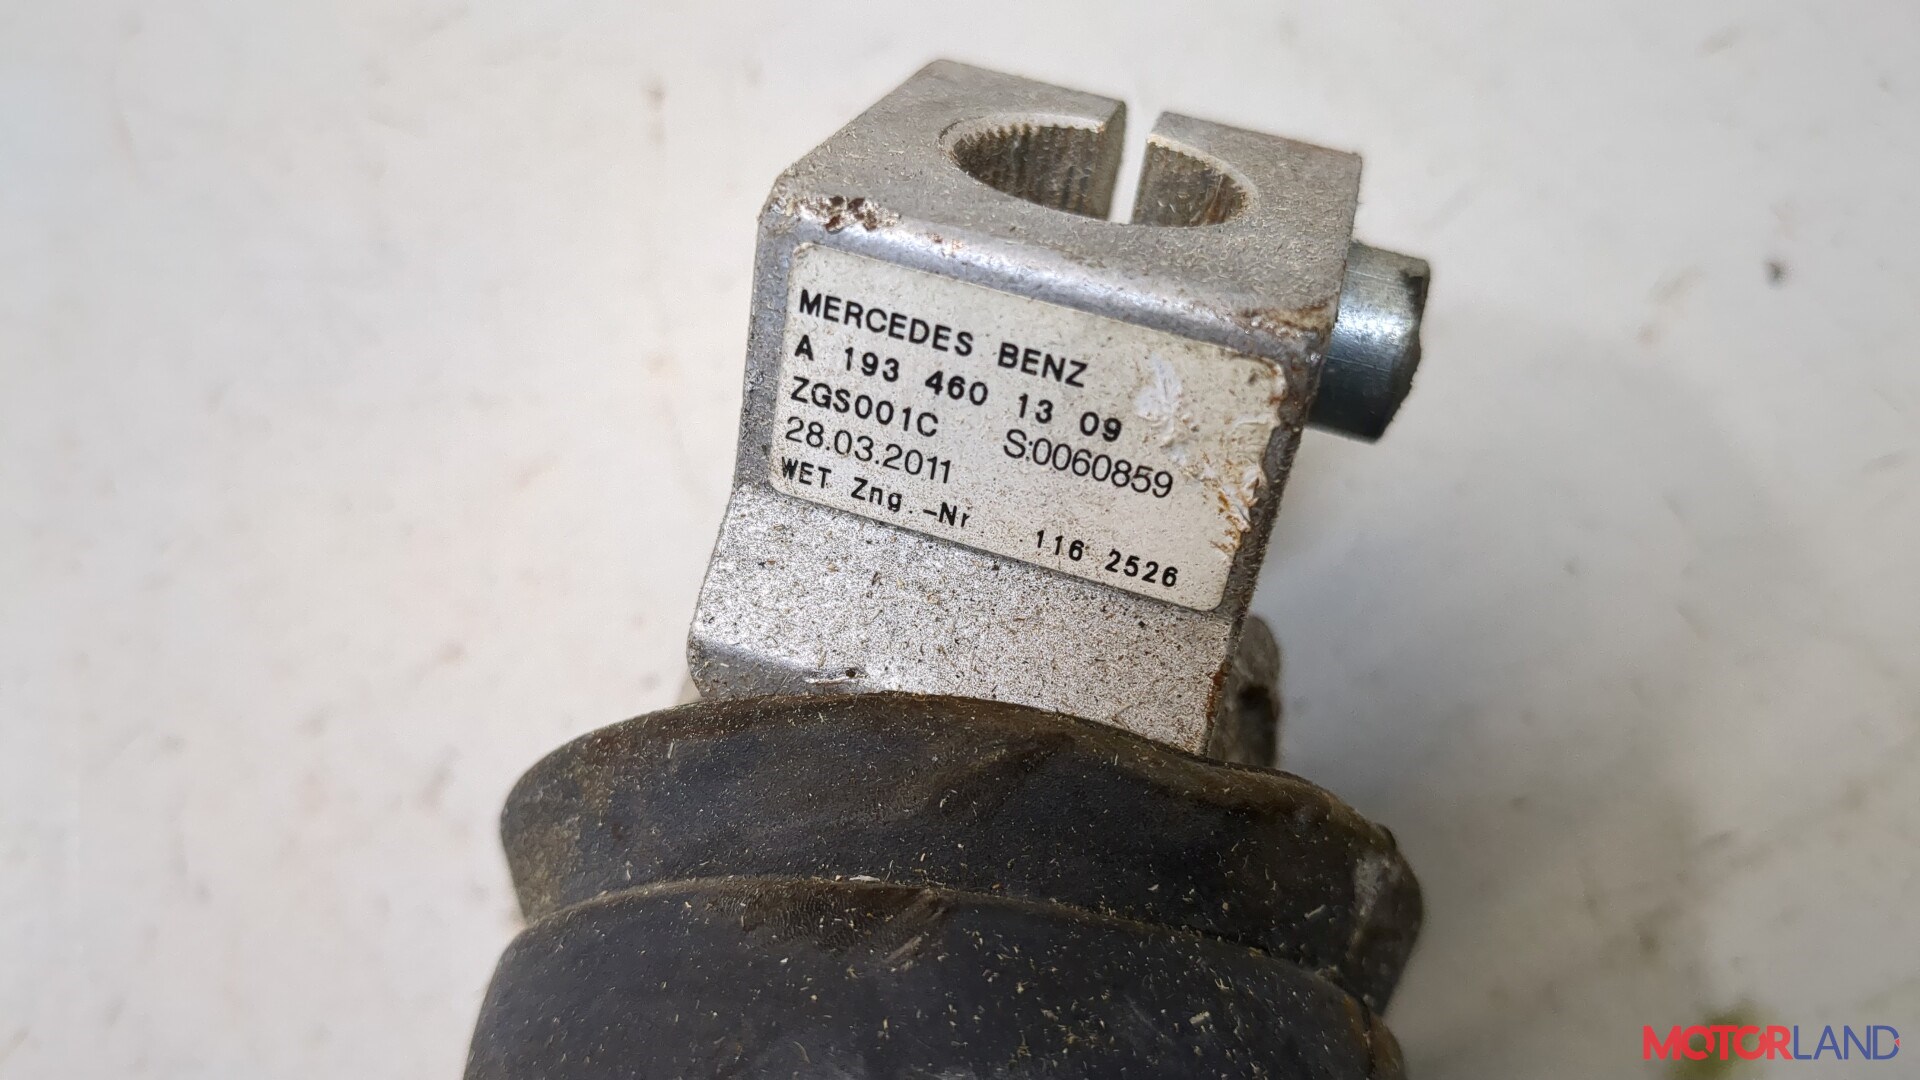 MERCEDES BENZ
A 193 460 13 09
ZGS001C S:0060859
28.03.2011
WET Zng.-Nr 116 2526
MOTORLAND